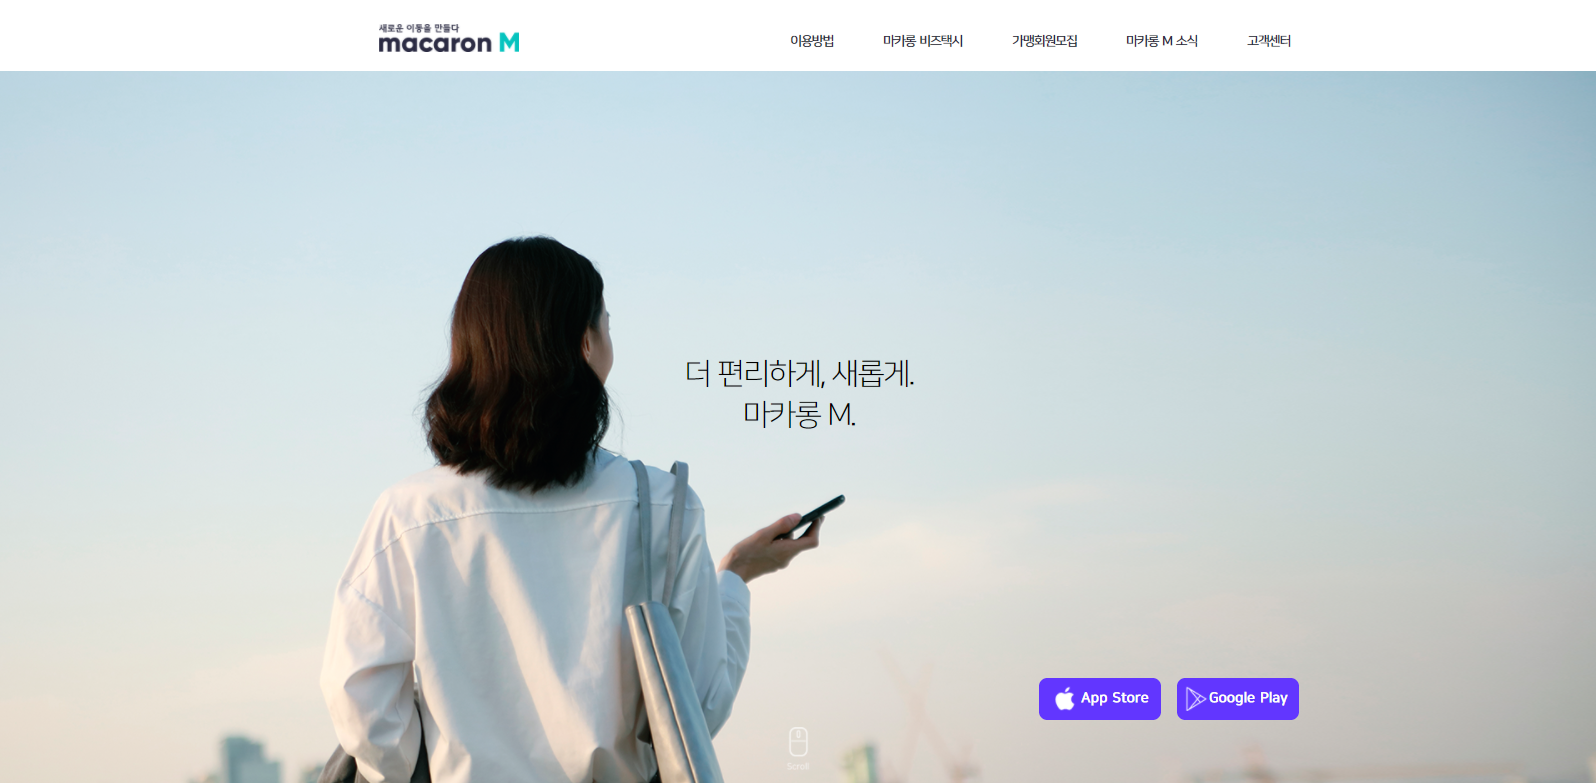 새로운 이동을 만들다
macaron M
이용방법
마카롱 비즈택시
가맹회원모집
마카롱 M 소식
고객센터
더 편리하게, 새롭게.
마카롱 M.
App Store
Google Play
Scroll